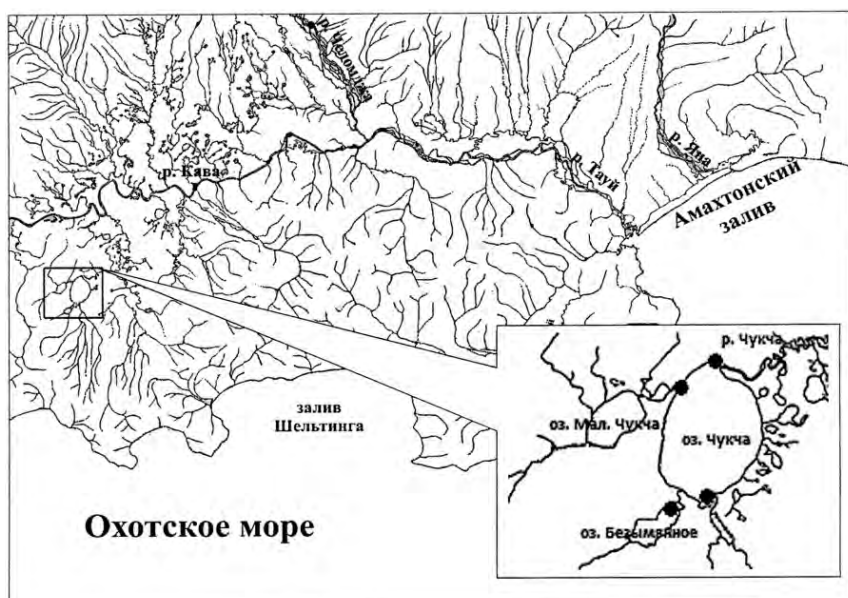 р. Челомджа
р. Кава
р. Тауй
р. Яна
Амахтонский
залив
р. Чукча
оз. Мал. Чукча
оз. Чукча
оз. Безымянное
залив
Шельтинга
Охотское море